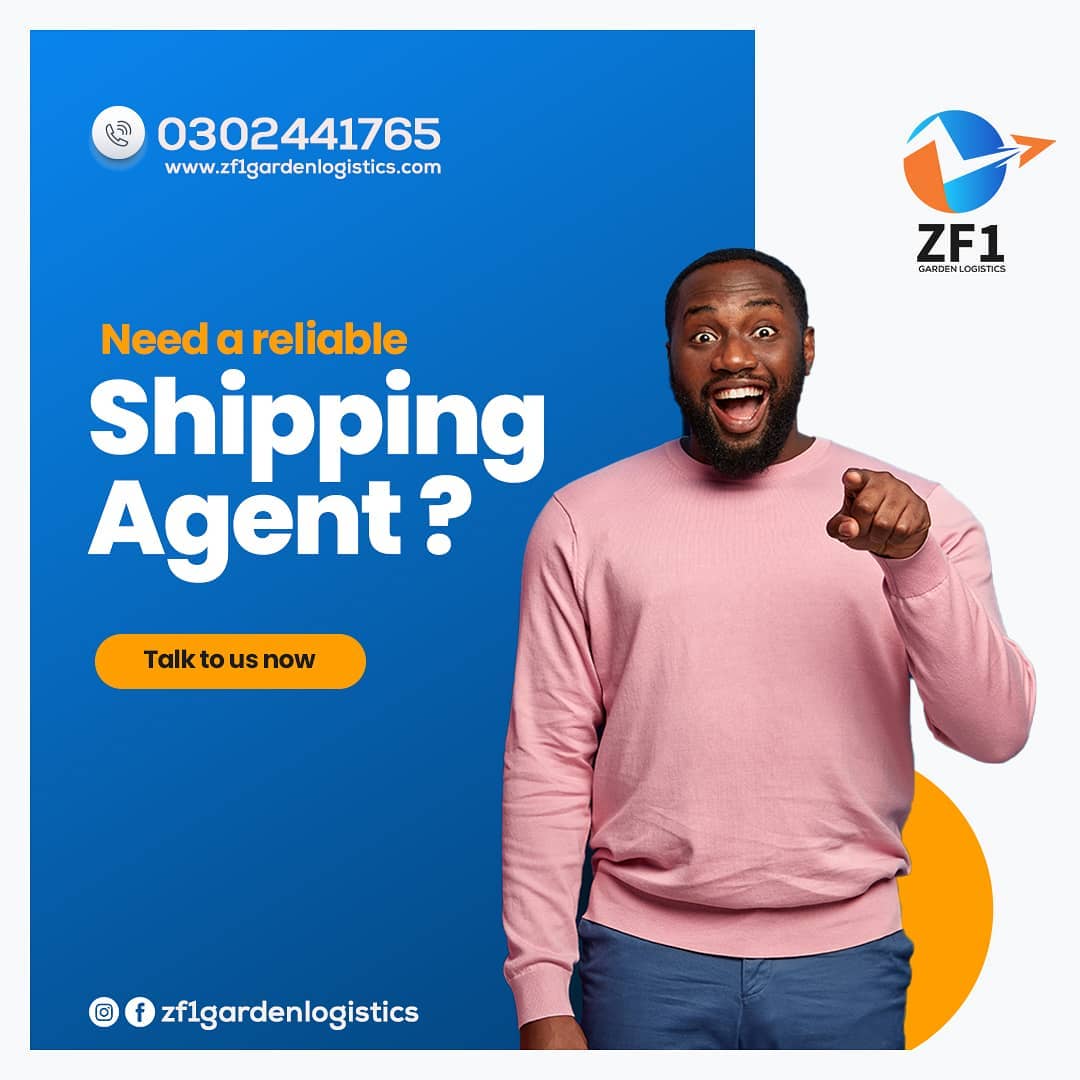 0302441765
www.zf1gardenlogistics.com
ZF1
GARDEN LOGISTICS
Need a reliable
Shipping
Agent ?
Talk to us now
zf1gardenlogistics